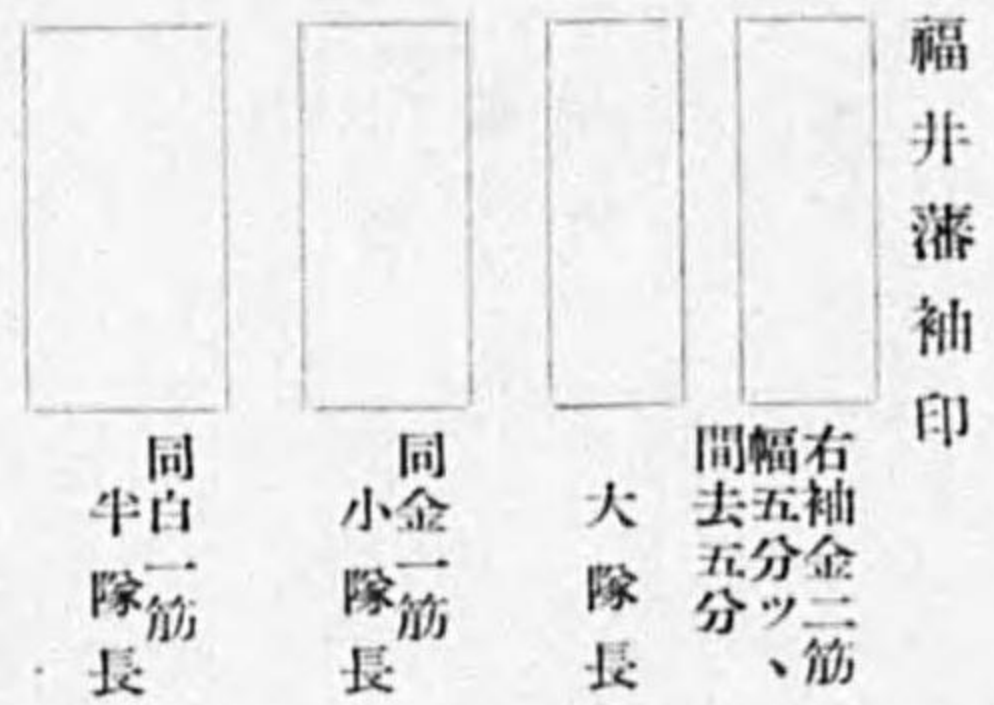 福井藩袖印
右袖金二筋
幅五分ツヽ
間去五分
大隊長
同金一筋
小隊長
同白一筋
半隊長